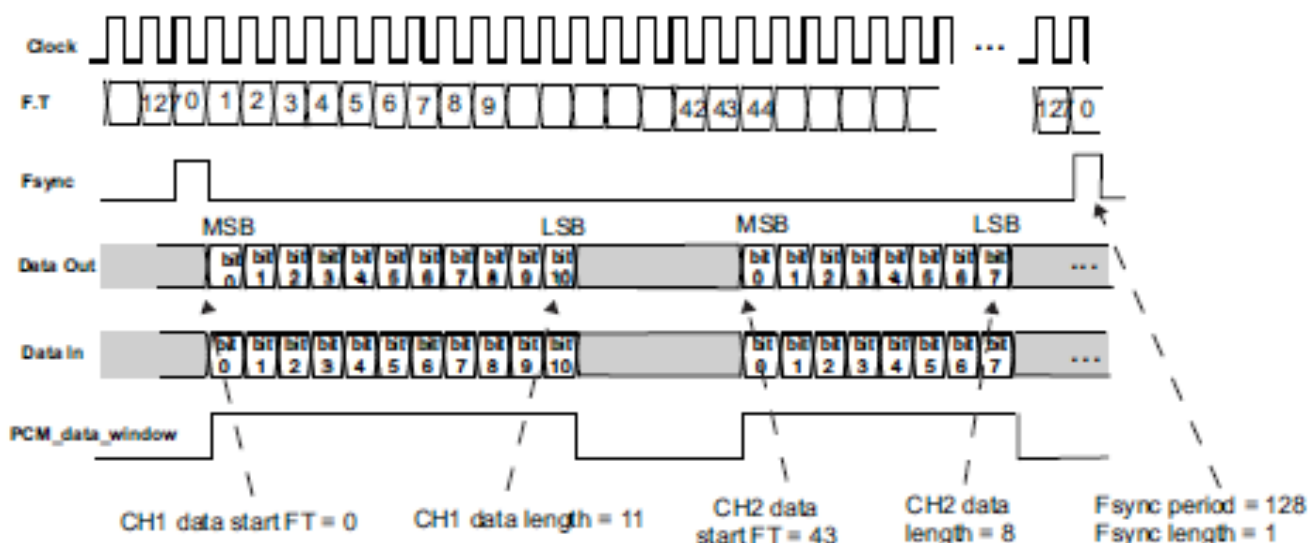 Clock ...
F.T 127 0 1 2 3 4 5 6 7 8 9 42 43 44 127 0
Fsync
MSB LSB MSB LSB
Data Out bit 0 bit 1 bit 2 bit 3 bit 4 bit 5 bit 6 bit 7 bit 8 bit 9 bit 10 bit 0 bit 1 bit 2 bit 3 bit 4 bit 5 bit 6 bit 7 ...
Data In bit 0 bit 1 bit 2 bit 3 bit 4 bit 5 bit 6 bit 7 bit 8 bit 9 bit 10 bit 0 bit 1 bit 2 bit 3 bit 4 bit 5 bit 6 bit 7 ...
PCM_data_window
CH1 data start FT = 0
CH1 data length = 11
CH2 data
start FT = 43
CH2 data
length = 8
Fsync period = 128
Fsync length = 1